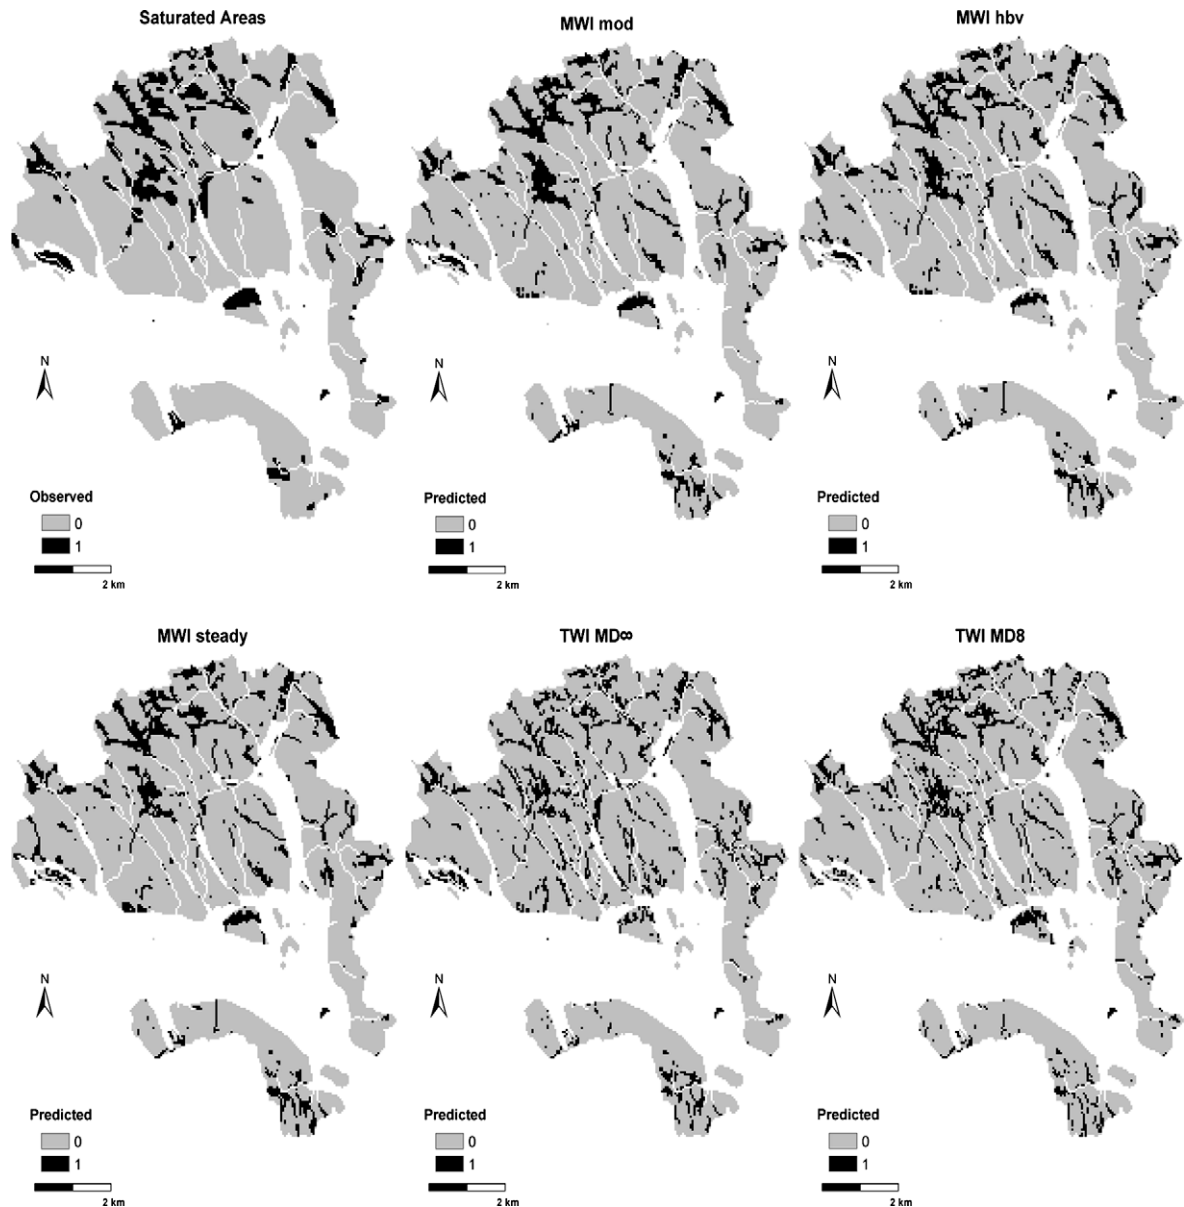 Saturated Areas
MWI mod
MWI hbv
N
N
N
Observed
0
1
2 km
Predicted
0
1
2 km
Predicted
0
1
2 km
MWI steady
TWI MD∞
TWI MD8
N
N
N
Predicted
0
1
2 km
Predicted
0
1
2 km
Predicted
0
1
2 km